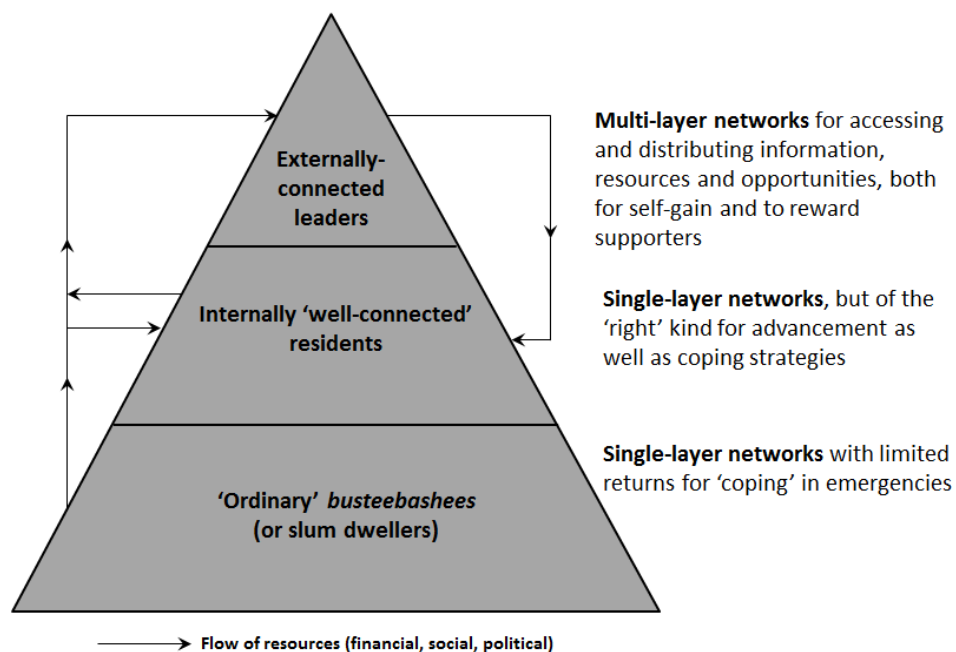 Externally-
connected
leaders
Multi-layer networks for accessing
and distributing information,
resources and opportunities, both
for self-gain and to reward
supporters
Internally ‘well-connected’
residents
Single-layer networks, but of the
‘right’ kind for advancement as
well as coping strategies
‘Ordinary’ busteebashees
(or slum dwellers)
Single-layer networks with limited
returns for ‘coping’ in emergencies
Flow of resources (financial, social, political)